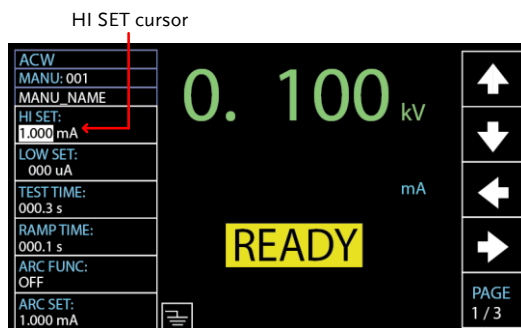 HI SET cursor
ACW
MANU: 001
MANU_NAME
HI SET:
1.000 mA
LOW SET:
000 uA
TEST TIME:
000.3 s
RAMP TIME:
000.1 s
ARC FUNC:
OFF
ARC SET:
1.000 mA
0. 100 kV
mA
READY
PAGE
1 / 3